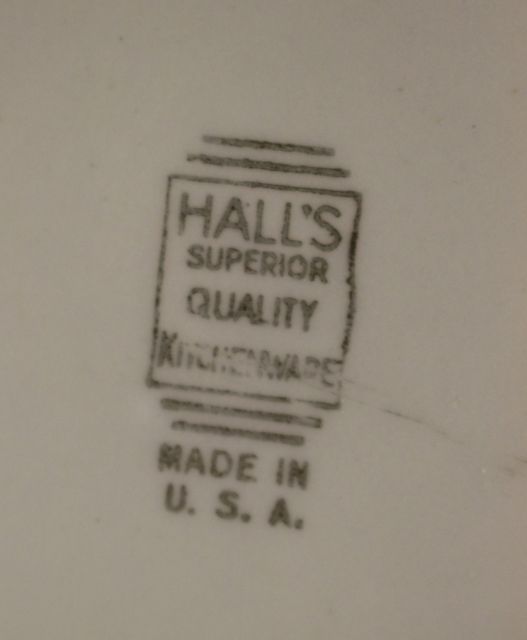 HALL'S
SUPERIOR
QUALITY
KITCHENWARE
MADE IN
U. S. A.